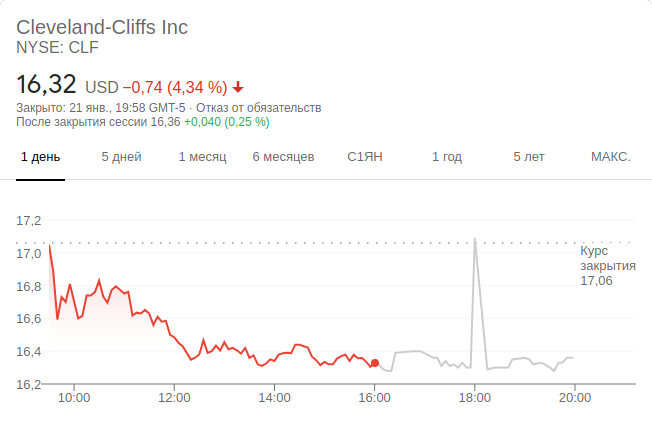 Cleveland-Cliffs Inc
NYSE: CLF
16,32 USD −0,74 (4,34 %)
Закрыто: 21 янв., 19:58 GMT-5 · Отказ от обязательств
После закрытия сессии 16,36 +0,040 (0,25 %)
1 день 5 дней 1 месяц 6 месяцев С1ЯН 1 год 5 лет МАКС.
17,2
17,0
16,8
16,6
16,4
16,2
Курс
закрытия
17,06
10:00 12:00 14:00 16:00 18:00 20:00